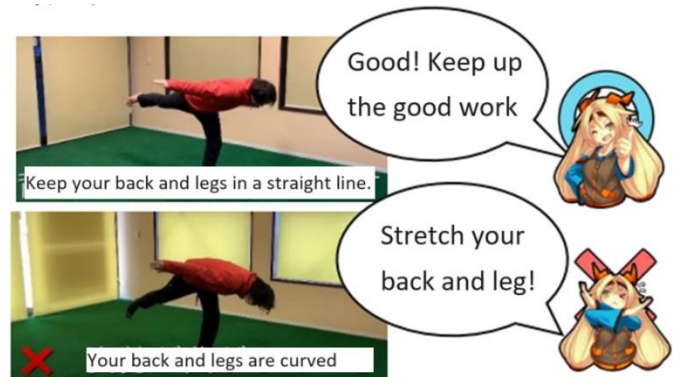 Good! Keep up
the good work
Keep your back and legs in a straight line.
Stretch your
back and leg!
Your back and legs are curved